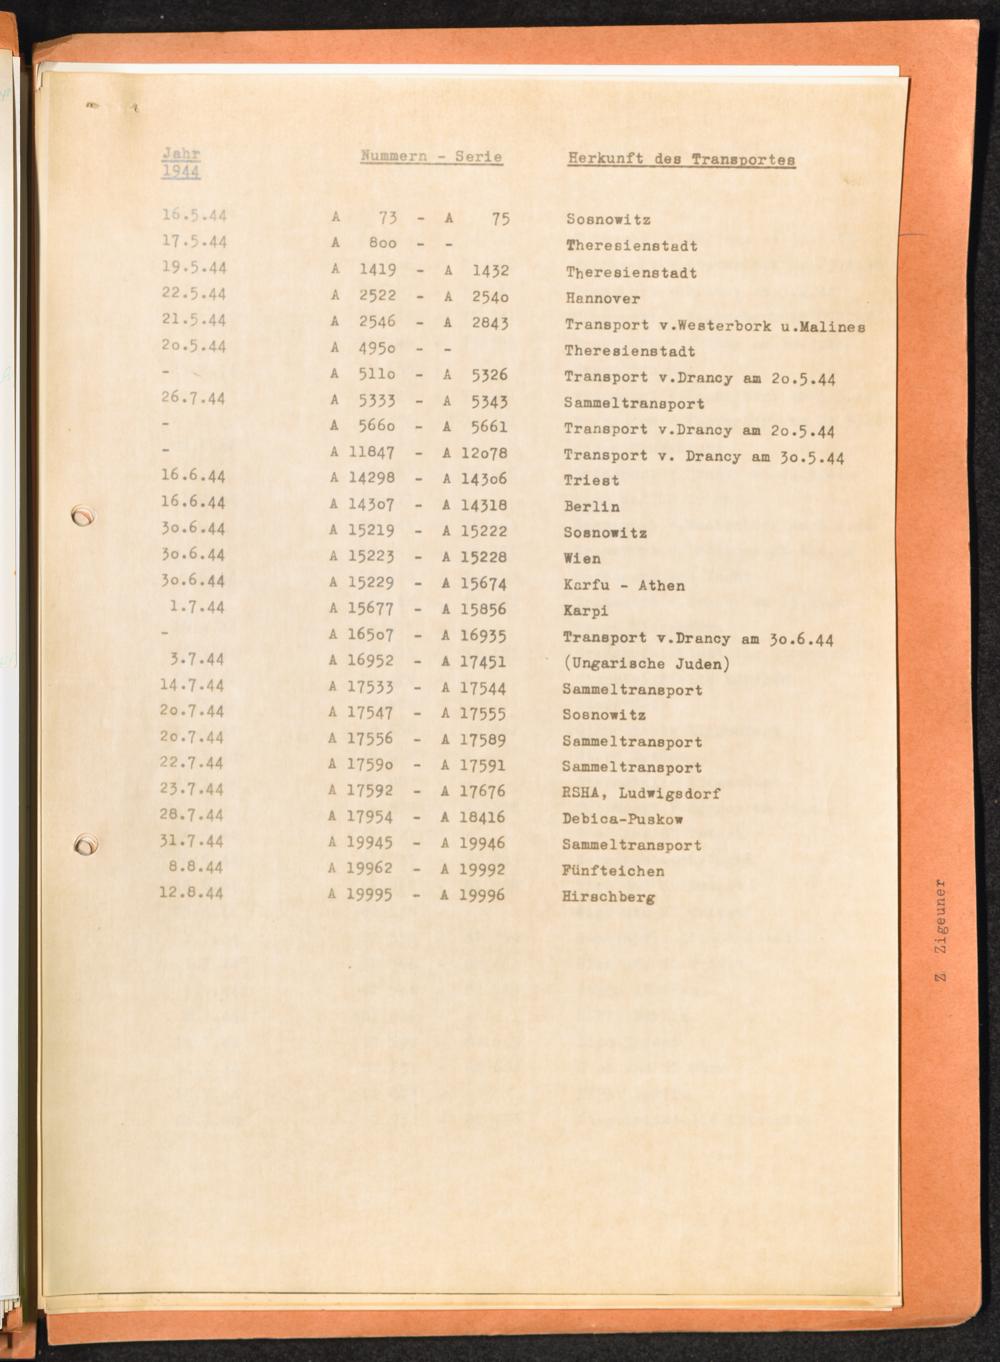 Jahr Nummern - Serie Herkunft des Transportes
1944
16.5.44 A 73 - A 75 Sosnowitz
17.5.44 A 8oo - - Theresienstadt
19.5.44 A 1419 - A 1432 Theresienstadt
22.5.44 A 2522 - A 254o Hannover
21.5.44 A 2546 - A 2843 Transport v.Westerbork u.Malines
2o.5.44 A 495o - - Theresienstadt
- A 511o - A 5326 Transport v.Drancy am 2o.5.44
26.7.44 A 5333 - A 5343 Sammeltransport
- A 566o - A 5661 Transport v.Drancy am 2o.5.44
- A 11847 - A 12o78 Transport v. Drancy am 3o.5.44
16.6.44 A 14298 - A 143o6 Triest
16.6.44 A 143o7 - A 14318 Berlin
3o.6.44 A 15219 - A 15222 Sosnowitz
3o.6.44 A 15223 - A 15228 Wien
3o.6.44 A 15229 - A 15674 Karfu - Athen
1.7.44 A 15677 - A 15856 Karpi
- A 165o7 - A 16935 Transport v.Drancy am 3o.6.44
3.7.44 A 16952 - A 17451 (Ungarische Juden)
14.7.44 A 17533 - A 17544 Sammeltransport
2o.7.44 A 17547 - A 17555 Sosnowitz
2o.7.44 A 17556 - A 17589 Sammeltransport
22.7.44 A 1759o - A 17591 Sammeltransport
23.7.44 A 17592 - A 17676 RSHA, Ludwigsdorf
28.7.44 A 17954 - A 18416 Debica-Puskow
31.7.44 A 19945 - A 19946 Sammeltransport
8.8.44 A 19962 - A 19992 Fünfteichen
12.8.44 A 19995 - A 19996 Hirschberg
Z Zigeuner